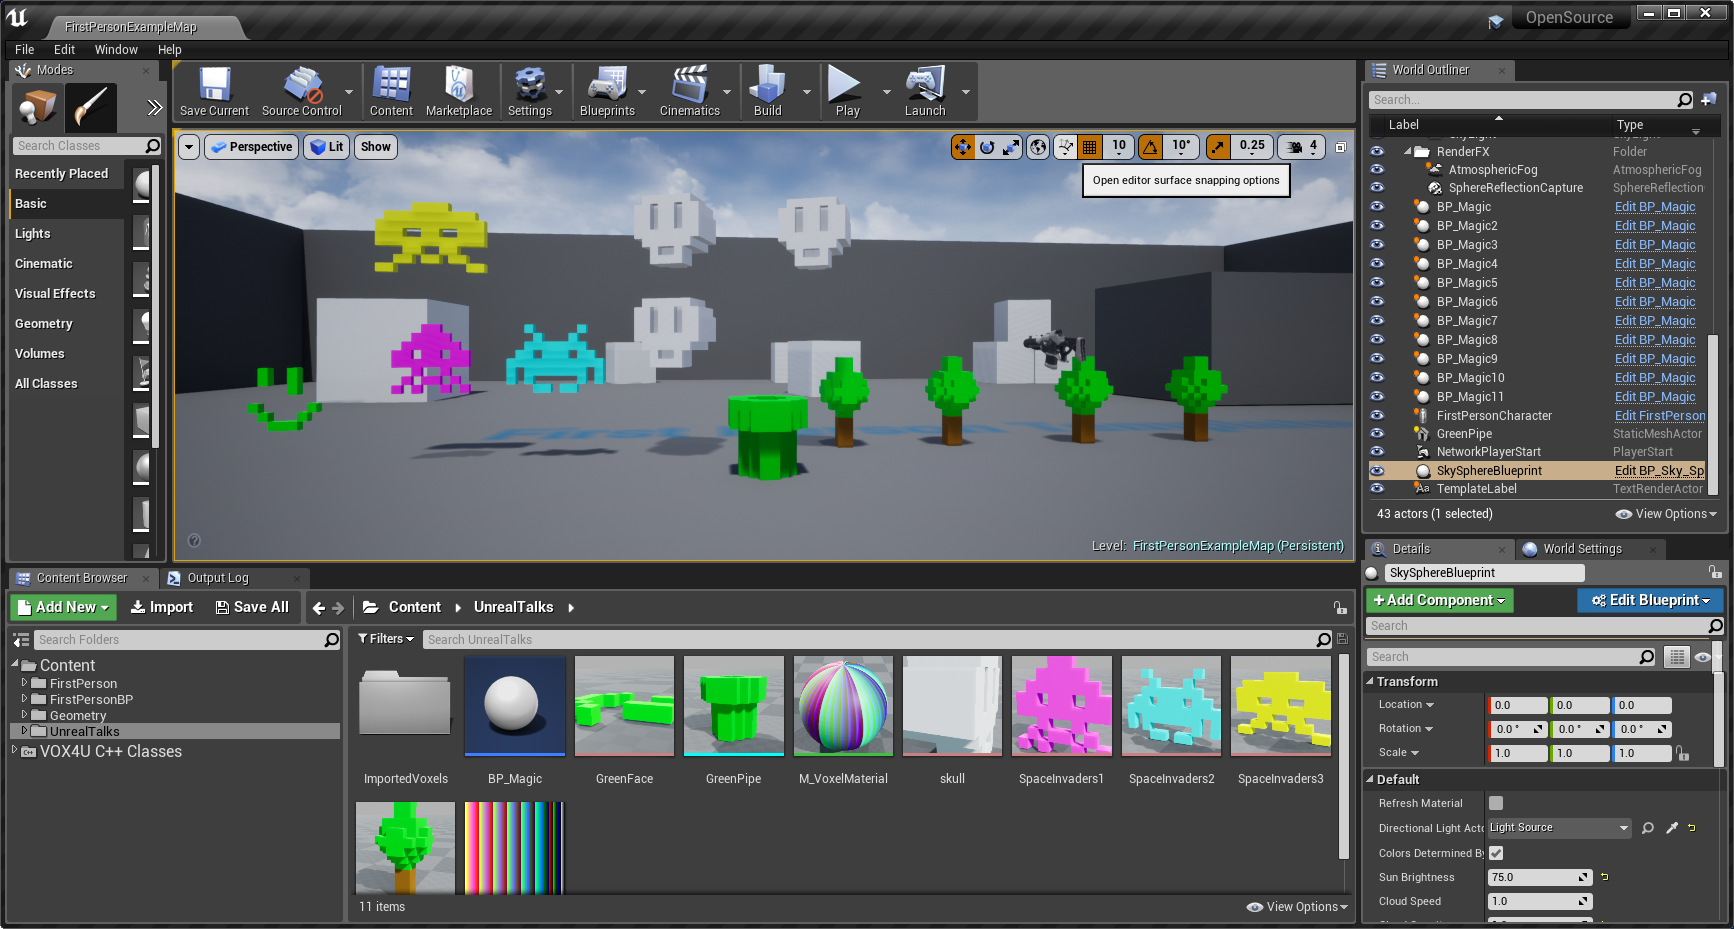 FirstPersonExampleMap
OpenSource
File Edit Window Help
Modes
Search Classes
Recently Placed
Basic
Lights
Cinematic
Visual Effects
Geometry
Volumes
All Classes
Save Current Source Control Content Marketplace Settings Blueprints Cinematics Build Play Launch
Perspective Lit Show 10 10° 0.25 4
Open editor surface snapping options
Level: FirstPersonExampleMap (Persistent)
World Outliner
Search...
Label Type
RenderFX Folder
AtmosphericFog AtmosphericFog
SphereReflectionCapture SphereReflection
BP_Magic Edit BP_Magic
BP_Magic2 Edit BP_Magic
BP_Magic3 Edit BP_Magic
BP_Magic4 Edit BP_Magic
BP_Magic5 Edit BP_Magic
BP_Magic6 Edit BP_Magic
BP_Magic7 Edit BP_Magic
BP_Magic8 Edit BP_Magic
BP_Magic9 Edit BP_Magic
BP_Magic10 Edit BP_Magic
BP_Magic11 Edit BP_Magic
FirstPersonCharacter Edit FirstPerson
GreenPipe StaticMeshActor
NetworkPlayerStart PlayerStart
SkySphereBlueprint Edit BP_Sky_Sp
Aa TemplateLabel TextRenderActor
43 actors (1 selected) View Options
Content Browser Output Log
Add New Import Save All Content UnrealTalks
Search Folders
Content
FirstPerson
FirstPersonBP
Geometry
UnrealTalks
VOX4U C++ Classes
Filters Search UnrealTalks
ImportedVoxels BP_Magic GreenFace GreenPipe M_VoxelMaterial skull SpaceInvaders1 SpaceInvaders2 SpaceInvaders3
11 items View Options
Details World Settings
SkySphereBlueprint
Add Component Edit Blueprint
Search
Search
Transform
Location 0.0 0.0 0.0
Rotation 0.0 ° 0.0 ° 0.0 °
Scale 1.0 1.0 1.0
Default
Refresh Material
Directional Light Acto Light Source
Colors Determined By
Sun Brightness 75.0
Cloud Speed 1.0